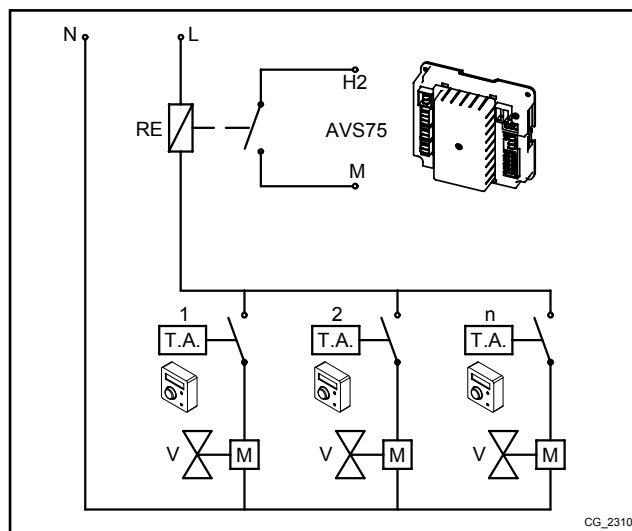 N L
H2
RE AVS75
M
1 2 n
T.A. T.A. T.A.
V M V M V M
CG_2310